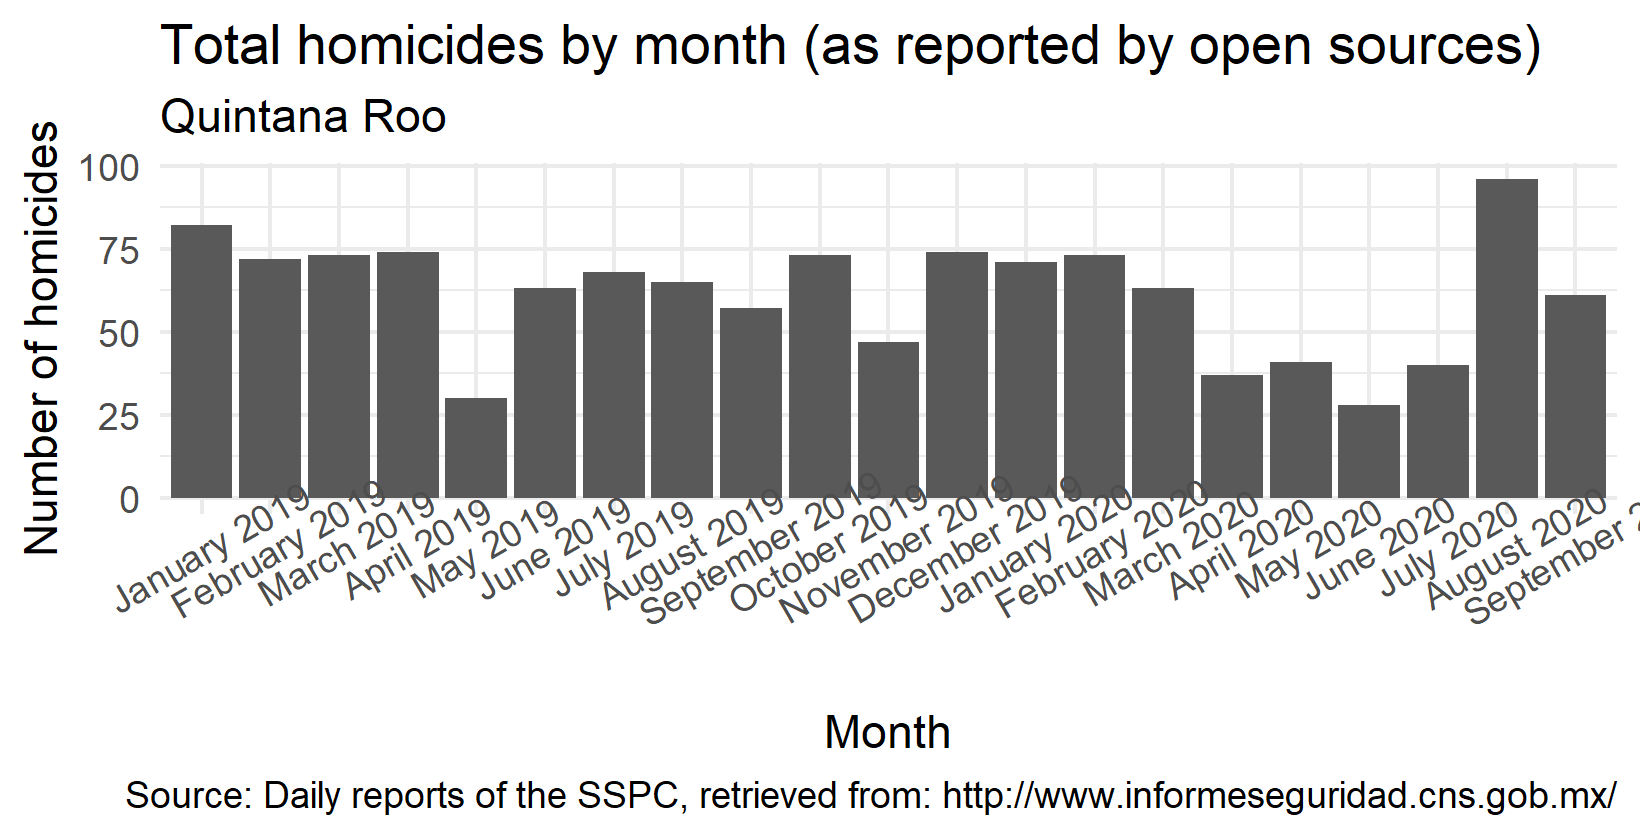 Total homicides by month (as reported by open sources)
Quintana Roo
Number of homicides
100
75
50
25
0
January 2019
February 2019
March 2019
April 2019
May 2019
June 2019
July 2019
August 2019
September 2019
October 2019
November 2019
December 2019
January 2020
February 2020
March 2020
April 2020
May 2020
June 2020
July 2020
August 2020
September 2
Month
Source: Daily reports of the SSPC, retrieved from: http://www.informeseguridad.cns.gob.mx/